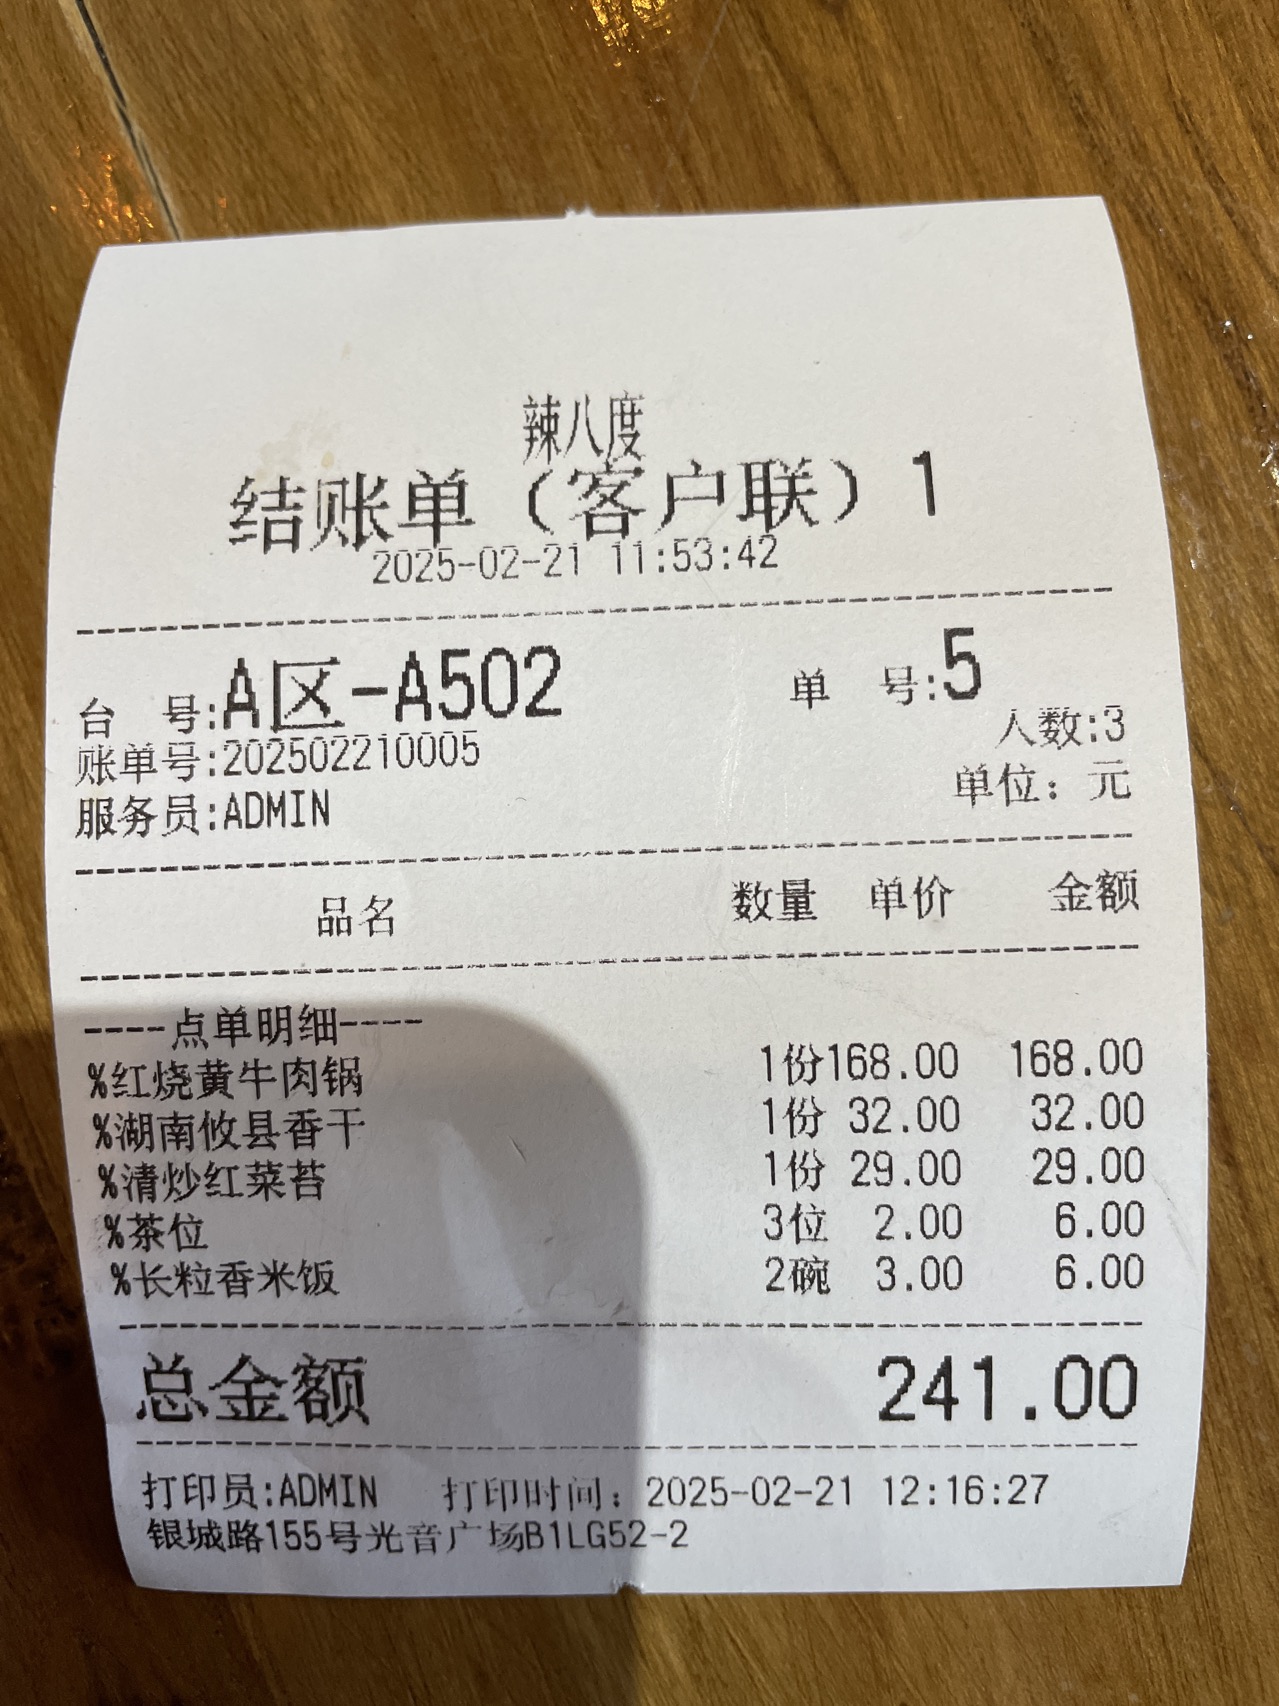 辣八度
结账单（客户联）1
2025-02-21 11:53:42
台 号:A区-A502 单 号:5
人数:3
账单号:202502210005
单位：元
服务员:ADMIN
品名 数量 单价 金额
----点单明细----
%红烧黄牛肉锅 1份168.00 168.00
%湖南攸县香干 1份 32.00 32.00
%清炒红菜苔 1份 29.00 29.00
%茶位 3位 2.00 6.00
%长粒香米饭 2碗 3.00 6.00
总金额 241.00
打印员:ADMIN 打印时间：2025-02-21 12:16:27
银城路155号光音广场B1LG52-2